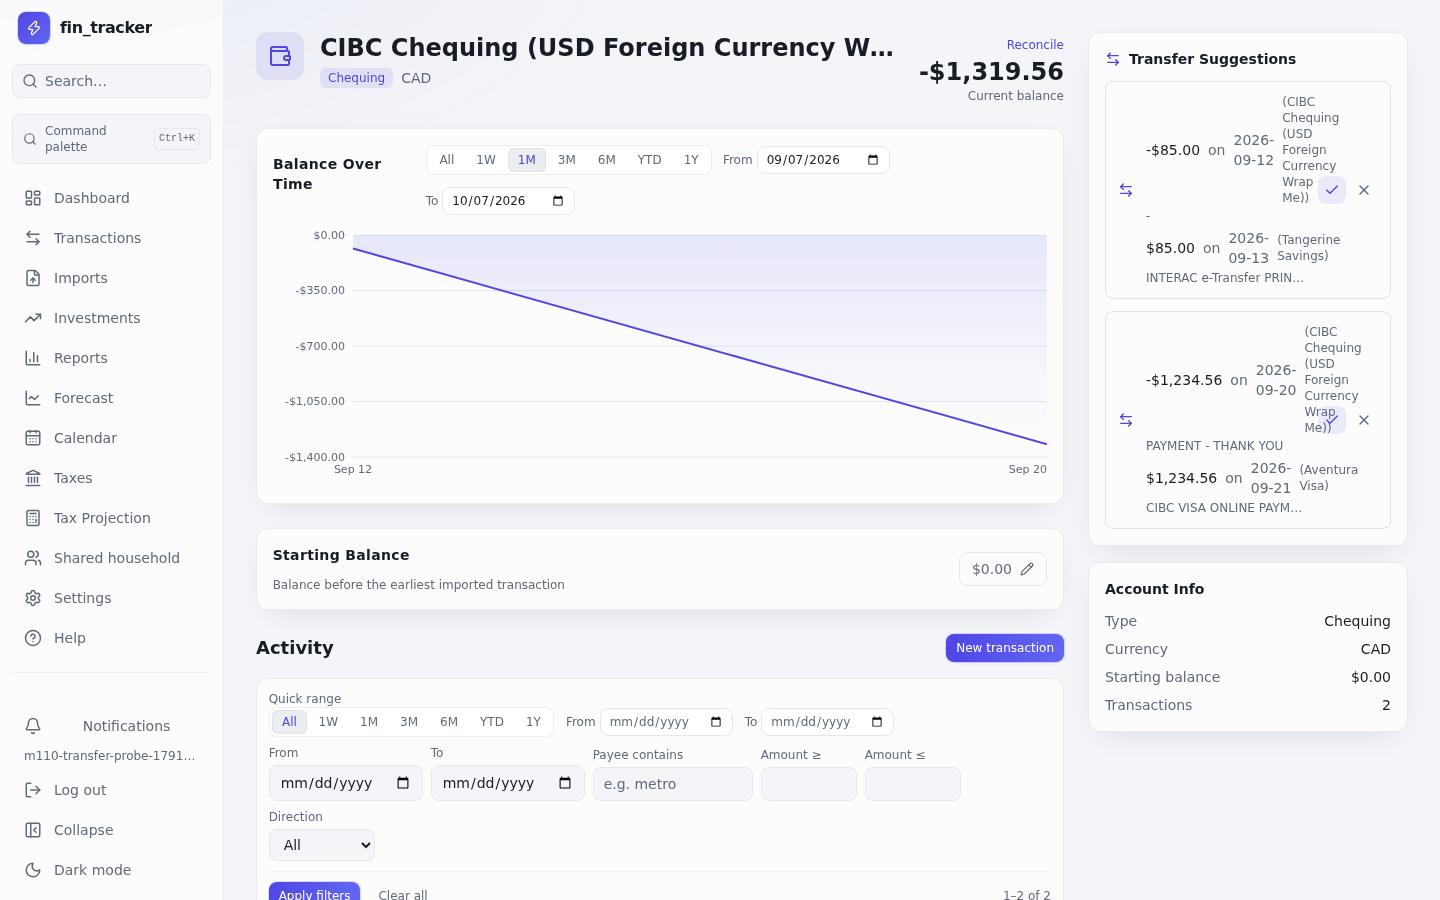 fin_tracker
Search...
Command palette
Ctrl+K
Dashboard
Transactions
Imports
Investments
Reports
Forecast
Calendar
Taxes
Tax Projection
Shared household
Settings
Help
Notifications
m110-transfer-probe-1791...
Log out
Collapse
Dark mode
CIBC Chequing (USD Foreign Currency W...
Chequing CAD
Reconcile
-$1,319.56
Current balance
Balance Over Time
All 1W 1M 3M 6M YTD 1Y From 09/07/2026
To 10/07/2026
$0.00
-$350.00
-$700.00
-$1,050.00
-$1,400.00
Sep 12 Sep 20
Starting Balance
Balance before the earliest imported transaction
$0.00
Activity
New transaction
Quick range
All 1W 1M 3M 6M YTD 1Y From mm/dd/yyyy To mm/dd/yyyy
From To Payee contains Amount ≥ Amount ≤
mm/dd/yyyy mm/dd/yyyy e.g. metro
Direction
All
Apply filters Clear all 1–2 of 2
Transfer Suggestions
-$85.00 on 2026-09-12 (CIBC Chequing (USD Foreign Currency Wrap Me))
-
$85.00 on 2026-09-13 (Tangerine Savings)
INTERAC e-Transfer PRIN...
-$1,234.56 on 2026-09-20 (CIBC Chequing (USD Foreign Currency Wrap Me))
PAYMENT - THANK YOU
$1,234.56 on 2026-09-21 (Aventura Visa)
CIBC VISA ONLINE PAYM...
Account Info
Type Chequing
Currency CAD
Starting balance $0.00
Transactions 2